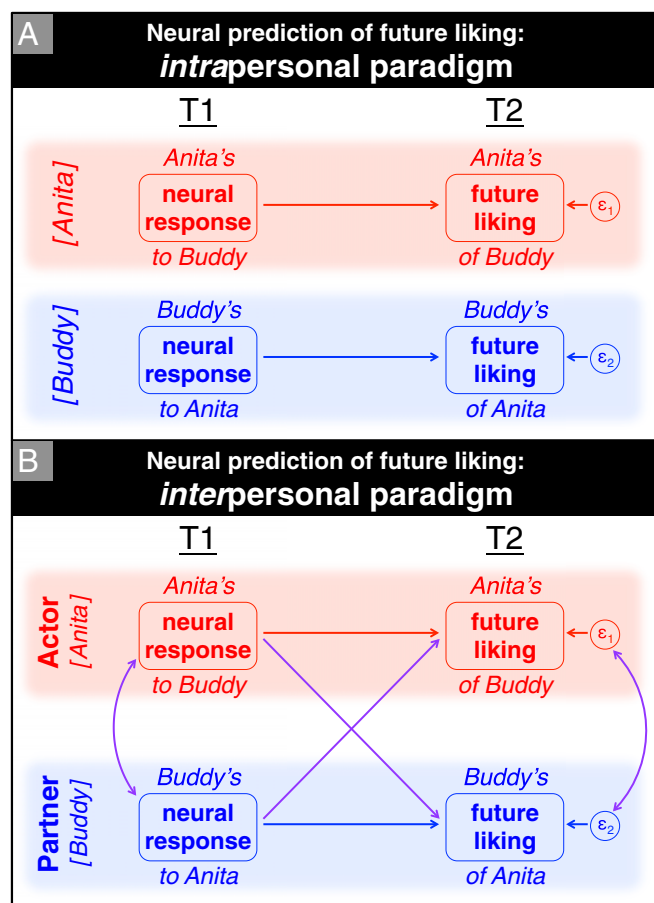 A
Neural prediction of future liking:
intrapersonal paradigm
T1 T2
[Anita]
Anita's Anita's
neural future
response liking
ε1
to Buddy of Buddy
[Buddy]
Buddy's Buddy's
neural future
response liking
ε2
to Anita of Anita
B
Neural prediction of future liking:
interpersonal paradigm
T1 T2
Actor
[Anita]
Anita's Anita's
neural future
response liking
ε1
to Buddy of Buddy
Partner
[Buddy]
Buddy's Buddy's
neural future
response liking
ε2
to Anita of Anita